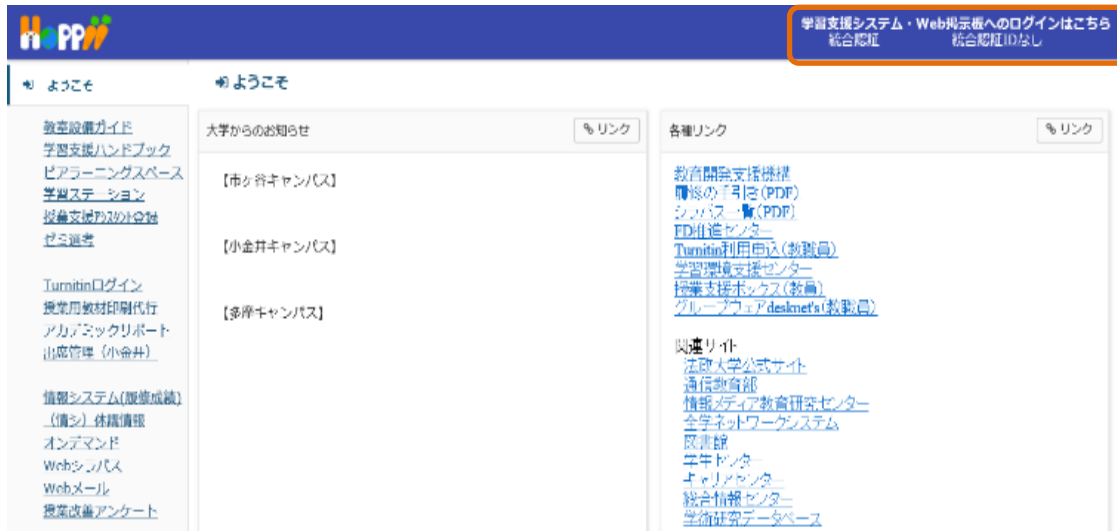 Hoppii
学習支援システム・Web掲示板へのログインはこちら
統合認証 統合認証IDなし
ようこそ
教室設備ガイド
学習支援ハンドブック
ピアラーニングスペース
学習ステーション
ゼミ選考
Turnitinログイン
授業用教材印刷代行
アカデミックリポート
出席管理（小金井）
情報システム(履修成績)
（情シ）休講情報
オンデマンド
Webシラバス
Webメール
授業改善アンケート
ようこそ
大学からのお知らせ リンク
【市ヶ谷キャンパス】
【小金井キャンパス】
【多摩キャンパス】
各種リンク リンク
教育開発支援機構
履修の手引き(PDF)
シラバス一覧(PDF)
FD推進センター
Turnitin利用申込(教職員)
学習環境支援センター
授業支援ボックス(教員)
グループウェアdesknet's(教職員)
関連サイト
法政大学公式サイト
通信教育部
情報メディア教育研究センター
全学ネットワークシステム
図書館
学生センター
キャリアセンター
総合情報センター
学術研究データベース